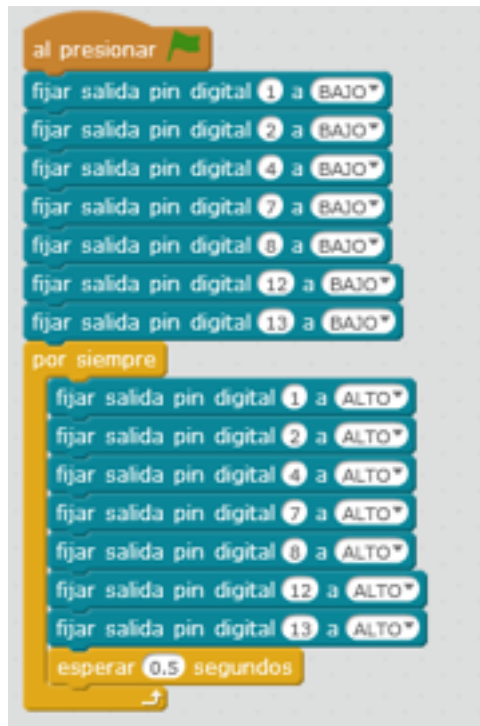 al presionar
fijar salida pin digital 1 a BAJO
fijar salida pin digital 2 a BAJO
fijar salida pin digital 4 a BAJO
fijar salida pin digital 7 a BAJO
fijar salida pin digital 8 a BAJO
fijar salida pin digital 12 a BAJO
fijar salida pin digital 13 a BAJO
por siempre
fijar salida pin digital 1 a ALTO
fijar salida pin digital 2 a ALTO
fijar salida pin digital 4 a ALTO
fijar salida pin digital 7 a ALTO
fijar salida pin digital 8 a ALTO
fijar salida pin digital 12 a ALTO
fijar salida pin digital 13 a ALTO
esperar 0.5 segundos